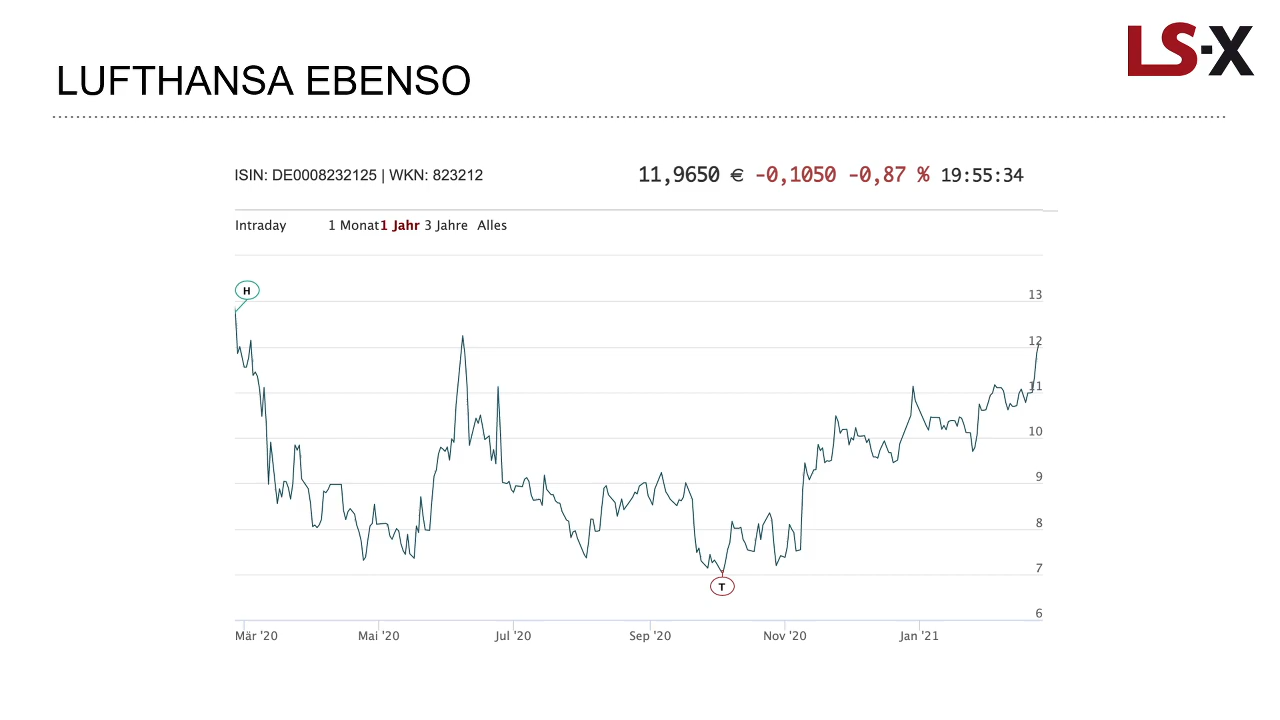 LS-X
LUFTHANSA EBENSO
ISIN: DE0008232125 | WKN: 823212
11,9650 € -0,1050 -0,87 % 19:55:34
Intraday 1 Monat 1 Jahr 3 Jahre Alles
H
13
12
11
10
9
8
7
T
6
Mär '20 Mai '20 Jul '20 Sep '20 Nov '20 Jan '21